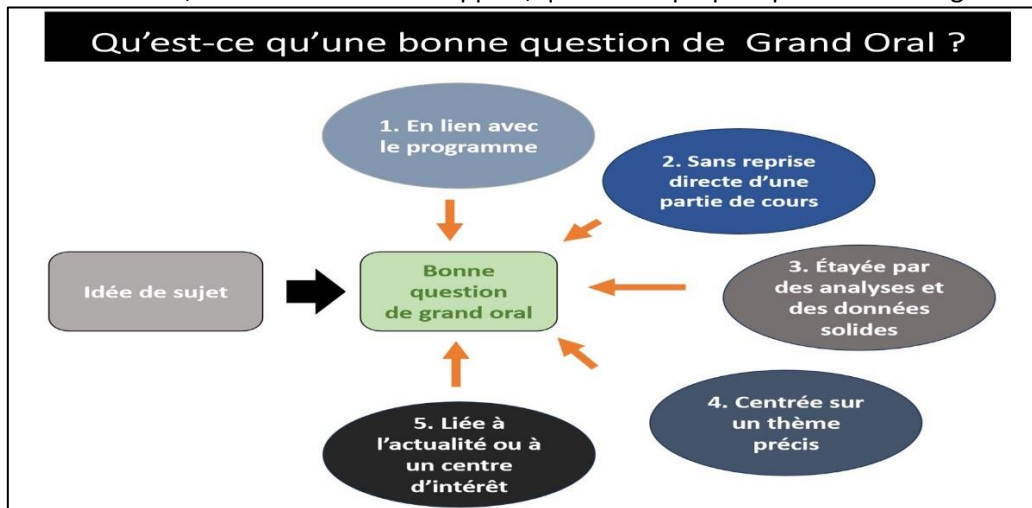 Qu'est-ce qu'une bonne question de Grand Oral ?
1. En lien avec
le programme
2. Sans reprise
directe d'une
partie de cours
Idée de sujet
Bonne
question
de grand oral
3. Étayée par
des analyses et
des données
solides
4. Centrée sur
un thème
précis
5. Liée à
l'actualité ou à
un centre
d'intérêt